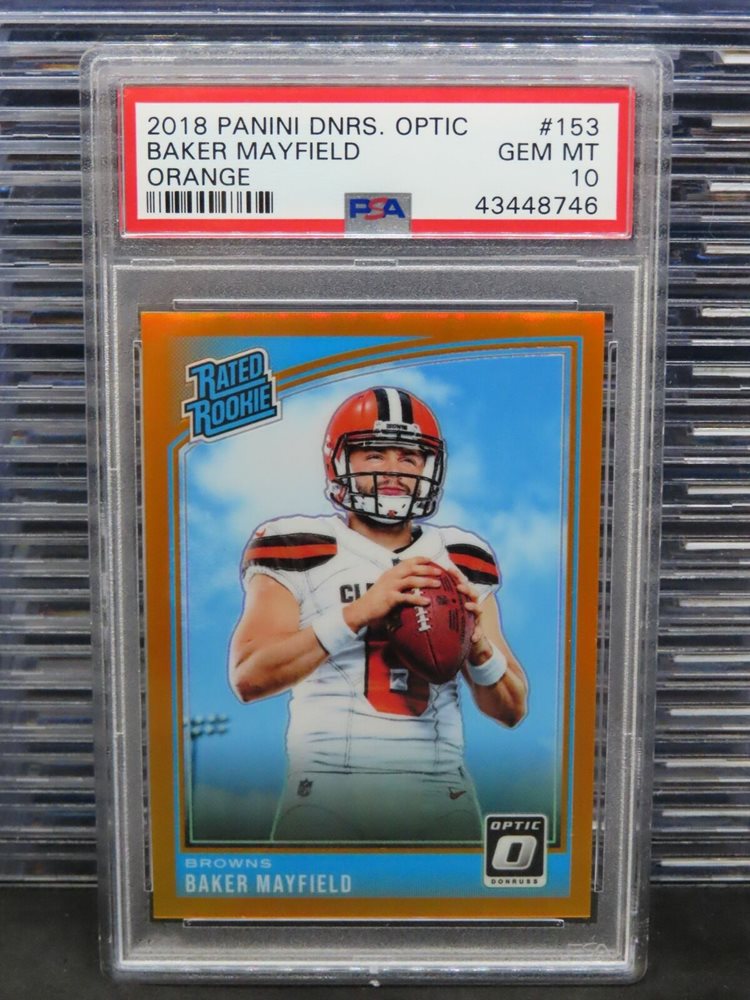 2018 PANINI DNRS. OPTIC #153
BAKER MAYFIELD GEM MT
ORANGE 10
PSA 43448746
RATED
ROOKIE
BROWNS
BAKER MAYFIELD
OPTIC
O
DONRUSS